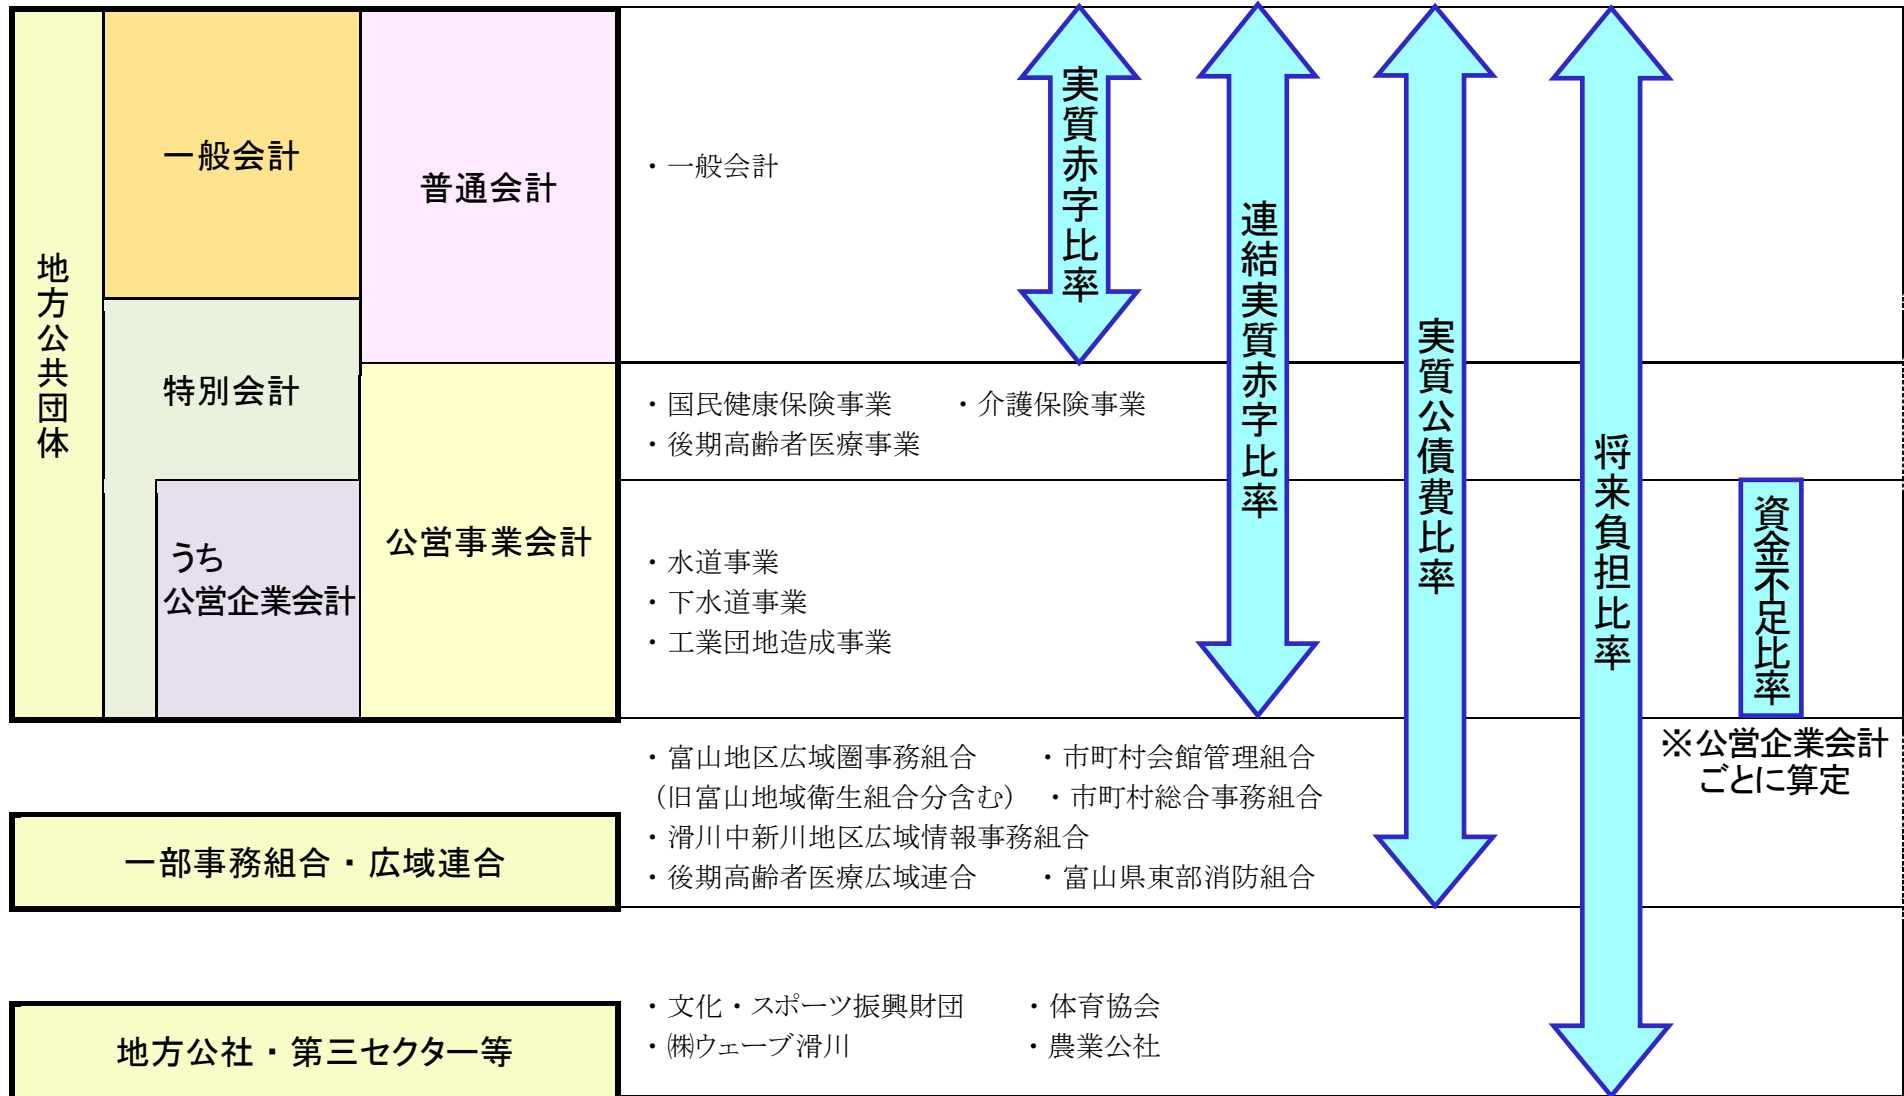 地方公共団体
一般会計
普通会計
・一般会計
特別会計
公営事業会計
・国民健康保険事業　・介護保険事業
・後期高齢者医療事業
うち
公営企業会計
・水道事業
・下水道事業
・工業団地造成事業
一部事務組合・広域連合
・富山地区広域圏事務組合　・市町村会館管理組合
（旧富山地域衛生組合分含む）　・市町村総合事務組合
・滑川中新川地区広域情報事務組合
・後期高齢者医療広域連合　・富山県東部消防組合
地方公社・第三セクター等
・文化・スポーツ振興財団　・体育協会
・㈱ウェーブ滑川　・農業公社
実質赤字比率
連結実質赤字比率
実質公債費比率
将来負担比率
資金不足比率
※公営企業会計
ごとに算定